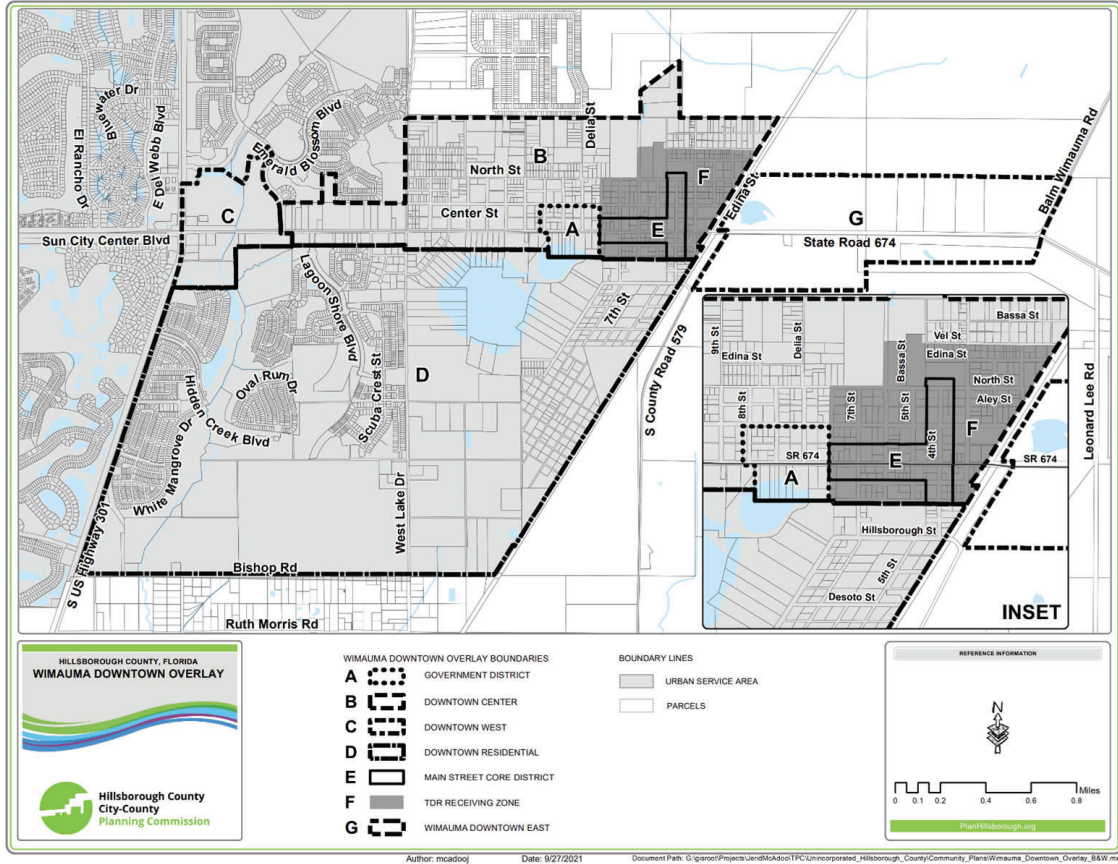 Bluewater Dr
El Rancho Dr
E Del Webb Blvd
Emerald Blossom Blvd
Delia St
B
North St
F
Edina St
Balm Wimauma Rd
C
Center St
A
E
G
Sun City Center Blvd
State Road 674
Lagoon Shore Blvd
7th St
S County Road 579
D
Oval Rum Dr
Scuba Crest St
Hidden Creek Blvd
White Mangrove Dr
West Lake Dr
S US Highway 301
Bishop Rd
Ruth Morris Rd
Bassa St
Vel St
9th St
Edina St
Delia St
Bassa St
Edina St
North St
Aley St
8th St
7th St
5th St
4th St
F
SR 674
E
SR 674
A
Leonard Lee Rd
Hillsborough St
5th St
Desoto St
INSET
HILLSBOROUGH COUNTY, FLORIDA
WIMAUMA DOWNTOWN OVERLAY
Hillsborough County
City-County
Planning Commission
WIMAUMA DOWNTOWN OVERLAY BOUNDARIES
A GOVERNMENT DISTRICT
B DOWNTOWN CENTER
C DOWNTOWN WEST
D DOWNTOWN RESIDENTIAL
E MAIN STREET CORE DISTRICT
F TDR RECEIVING ZONE
G WIMAUMA DOWNTOWN EAST
BOUNDARY LINES
URBAN SERVICE AREA
PARCELS
REFERENCE INFORMATION
N
Miles
0 0.1 0.2 0.4 0.6 0.8
PlanHillsborough.org
Author: mcadooj Date: 9/27/2021 Document Path: